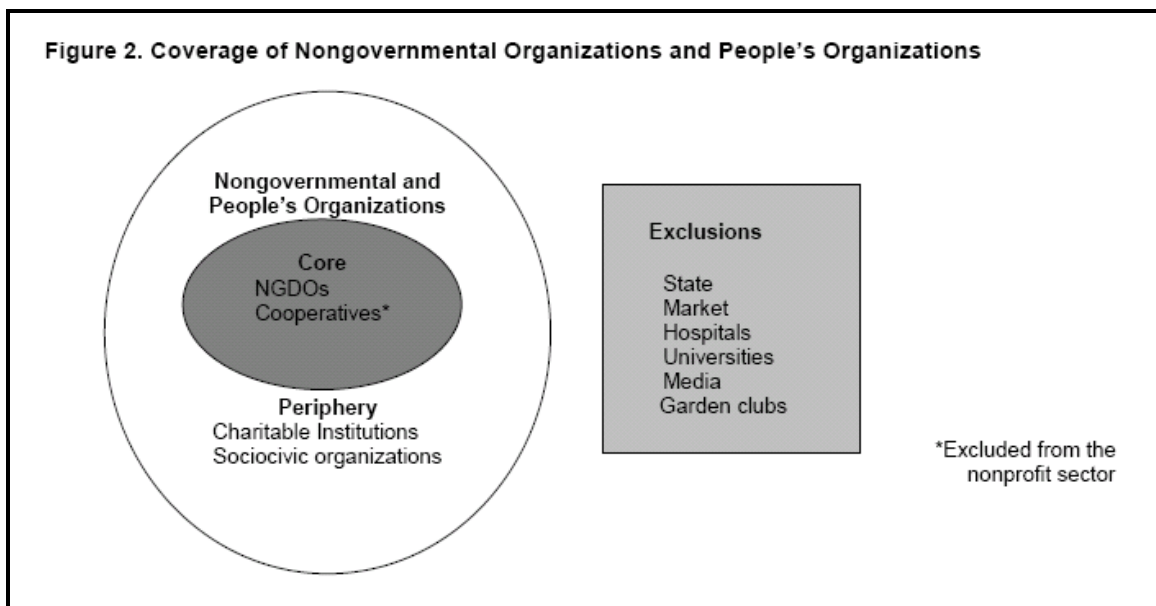 Figure 2. Coverage of Nongovernmental Organizations and People's Organizations
Nongovernmental and
People's Organizations
Core
NGDOs
Cooperatives*
Periphery
Charitable Institutions
Sociocivic organizations
Exclusions
State
Market
Hospitals
Universities
Media
Garden clubs
*Excluded from the
nonprofit sector